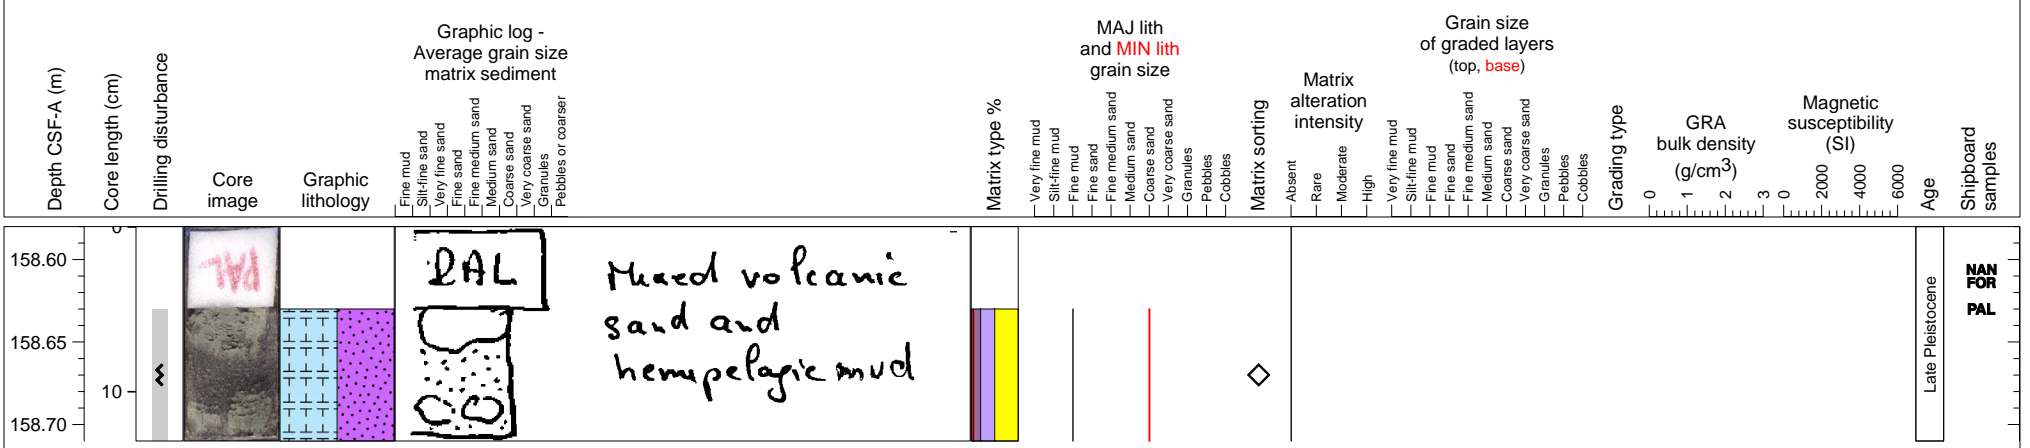 Depth CSF-A (m)
Core length (cm)
Drilling disturbance
Core
image
Graphic
lithology
Graphic log -
Average grain size
matrix sediment
Fine mud
Silt-fine sand
Very fine sand
Fine sand
Fine medium sand
Medium sand
Coarse sand
Very coarse sand
Granules
Pebbles or coarser
Matrix type %
MAJ lith
and MIN lith
grain size
Very fine mud
Silt-fine mud
Fine mud
Fine sand
Fine medium sand
Medium sand
Coarse sand
Very coarse sand
Granules
Pebbles
Cobbles
Matrix sorting
Matrix
alteration
intensity
Absent
Rare
Moderate
High
Grain size
of graded layers
(top, base)
Very fine mud
Silt-fine mud
Fine mud
Fine sand
Fine medium sand
Medium sand
Coarse sand
Very coarse sand
Granules
Pebbles
Cobbles
Grading type
GRA
bulk density
(g/cm3)
0 1 2 3
Magnetic
susceptibility
(SI)
0 2000 4000 6000
Age
Shipboard
samples
158.60
158.65
158.70
0
10
PAL
PAL
Mixed volcanic
sand and
hemipelagic mud
Late Pleistocene
NAN
FOR
PAL